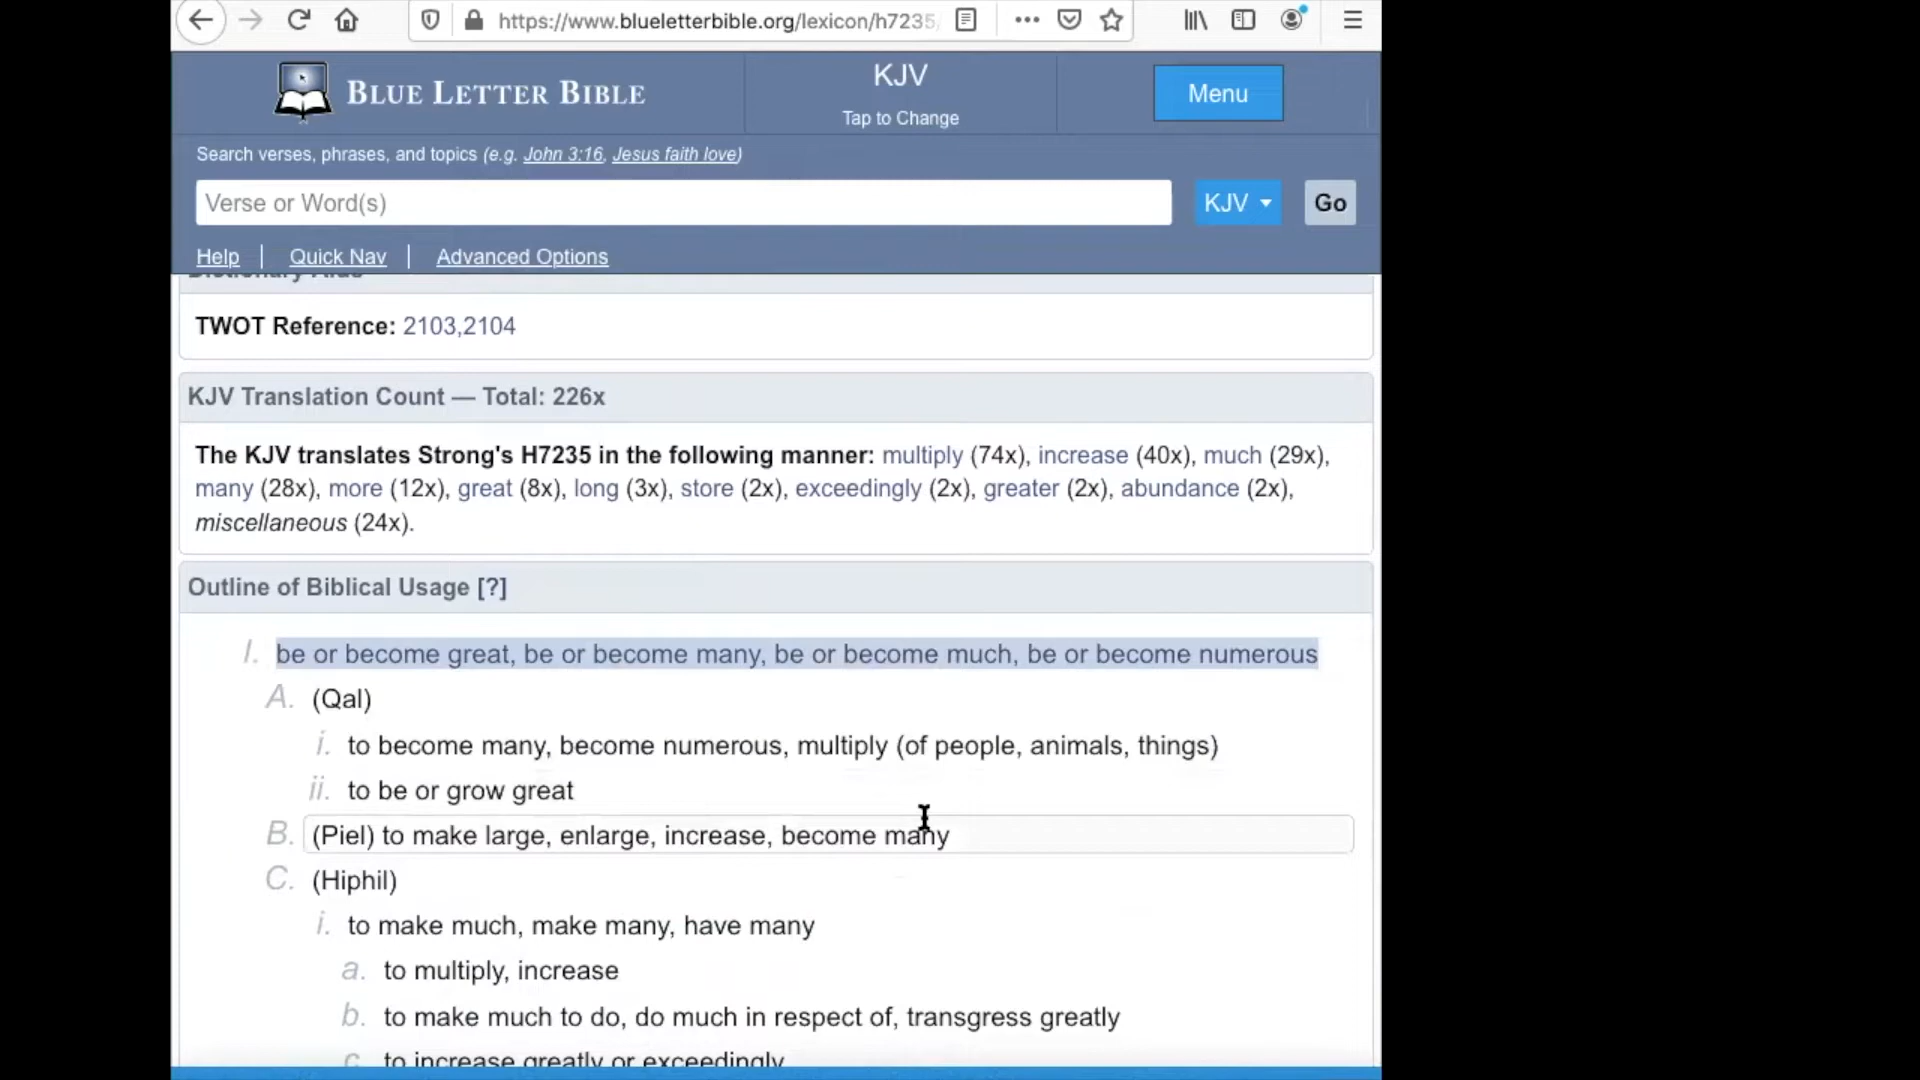 https://www.blueletterbible.org/lexicon/h7235/
BLUE LETTER BIBLE
KJV
Tap to Change
Menu
Search verses, phrases, and topics (e.g. John 3:16, Jesus faith love)
Verse or Word(s)
KJV
Go
Help | Quick Nav | Advanced Options
Dictionary Aids
TWOT Reference: 2103,2104
KJV Translation Count — Total: 226x
The KJV translates Strong's H7235 in the following manner: multiply (74x), increase (40x), much (29x),
many (28x), more (12x), great (8x), long (3x), store (2x), exceedingly (2x), greater (2x), abundance (2x),
miscellaneous (24x).
Outline of Biblical Usage [?]
I. be or become great, be or become many, be or become much, be or become numerous
A. (Qal)
i. to become many, become numerous, multiply (of people, animals, things)
ii. to be or grow great
B. (Piel) to make large, enlarge, increase, become many
C. (Hiphil)
i. to make much, make many, have many
a. to multiply, increase
b. to make much to do, do much in respect of, transgress greatly
c. to increase greatly or exceedingly